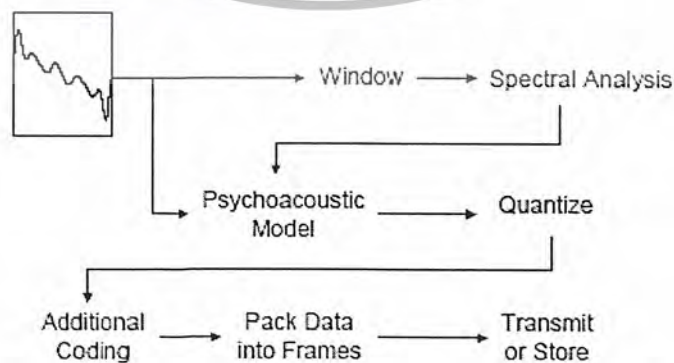 Window
Spectral Analysis
Psychoacoustic
Model
Quantize
Additional
Coding
Pack Data
into Frames
Transmit
or Store